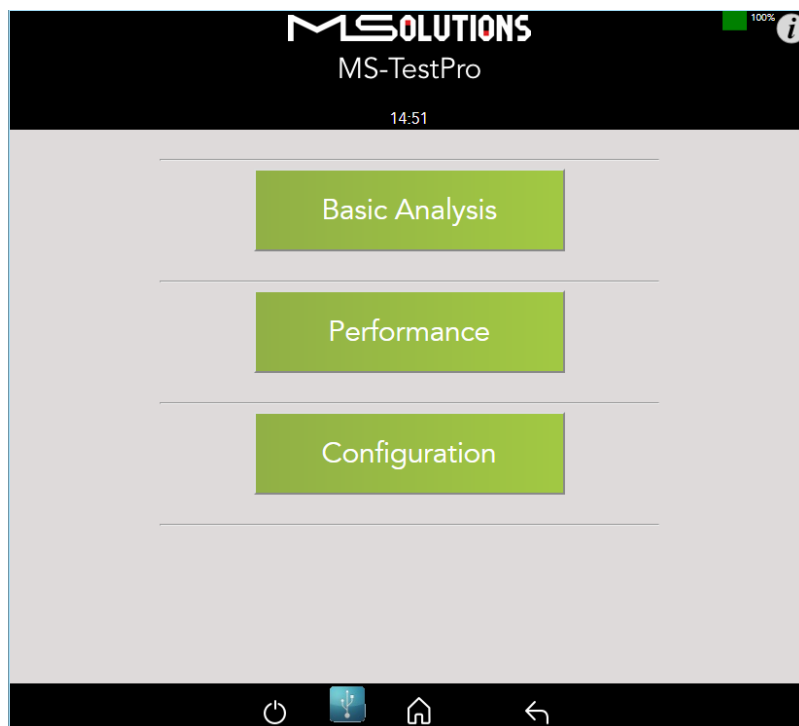 MSOLUTIONS
100%
i
MS-TestPro
14:51
Basic Analysis
Performance
Configuration